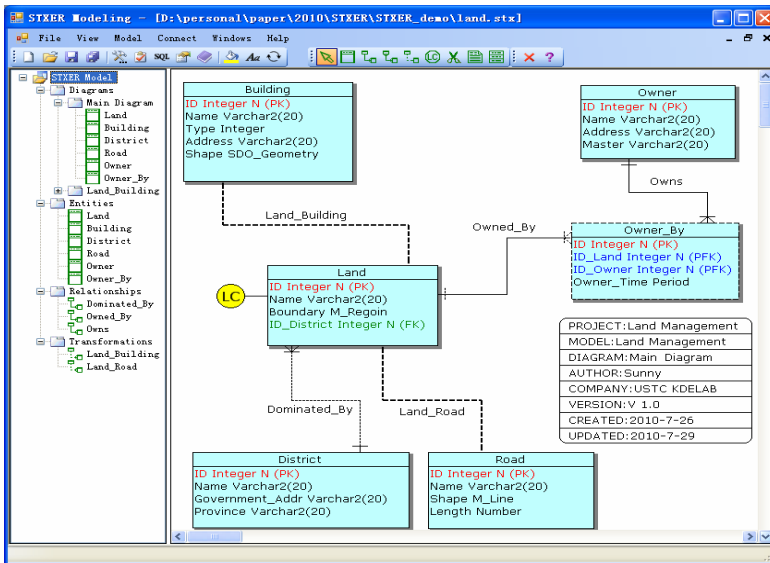 STXER Modeling - [D:\personal\paper\2010\STXER\STXER_demo\land.stx]
File View Model Connect Windows Help
SQL Aa LC ?
STXER Model
Diagrams
Main Diagram
Land
Building
District
Road
Owner
Owner_By
Land_Building
Entities
Land
Building
District
Road
Owner
Owner_By
Relationships
Dominated_By
Owned_By
Owns
Transformations
Land_Building
Land_Road
Building
ID Integer N (PK)
Name Varchar2(20)
Type Integer
Address Varchar2(20)
Shape SDO_Geometry
Owner
ID Integer N (PK)
Name Varchar2(20)
Address Varchar2(20)
Master Varchar2(20)
Owns
Land_Building
Owned_By
Owner_By
ID Integer N (PK)
ID_Land Integer N (PFK)
ID_Owner Integer N (PFK)
Owner_Time Period
LC
Land
ID Integer N (PK)
Name Varchar2(20)
Boundary M_Regoin
ID_District Integer N (FK)
PROJECT:Land Management
MODEL:Land Management
DIAGRAM:Main Diagram
AUTHOR:Sunny
COMPANY:USTC KDELAB
VERSION:V 1.0
CREATED:2010-7-26
UPDATED:2010-7-29
Dominated_By
Land_Road
District
ID Integer N (PK)
Name Varchar2(20)
Government_Addr Varchar2(20)
Province Varchar2(20)
Road
ID Integer N (PK)
Name Varchar2(20)
Shape M_Line
Length Number